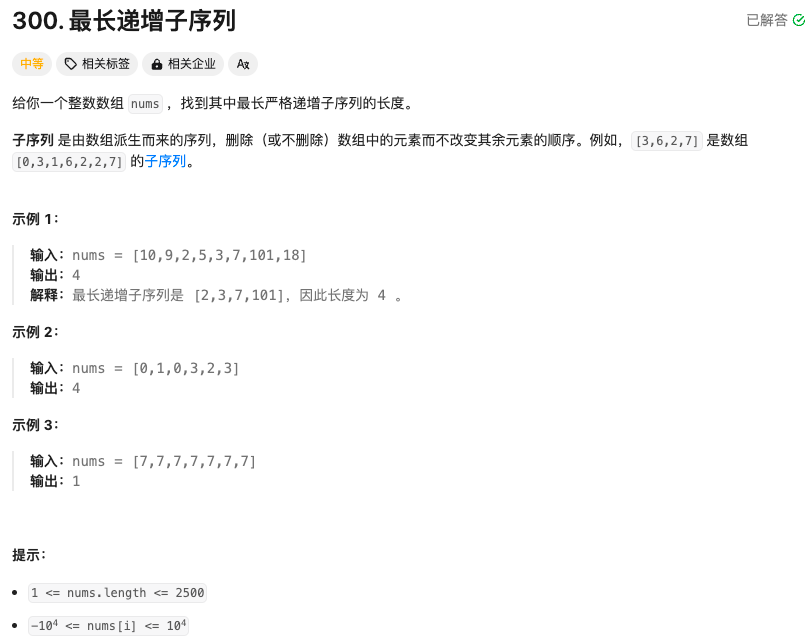 300. 最长递增子序列
已解答
中等 相关标签 相关企业 Aあ
给你一个整数数组 nums ，找到其中最长严格递增子序列的长度。
子序列 是由数组派生而来的序列，删除（或不删除）数组中的元素而不改变其余元素的顺序。例如，[3,6,2,7] 是数组
[0,3,1,6,2,2,7] 的子序列。
示例 1：
输入：nums = [10,9,2,5,3,7,101,18]
输出：4
解释：最长递增子序列是 [2,3,7,101]，因此长度为 4 。
示例 2：
输入：nums = [0,1,0,3,2,3]
输出：4
示例 3：
输入：nums = [7,7,7,7,7,7,7]
输出：1
提示：
• 1 <= nums.length <= 2500
• -10⁴ <= nums[i] <= 10⁴